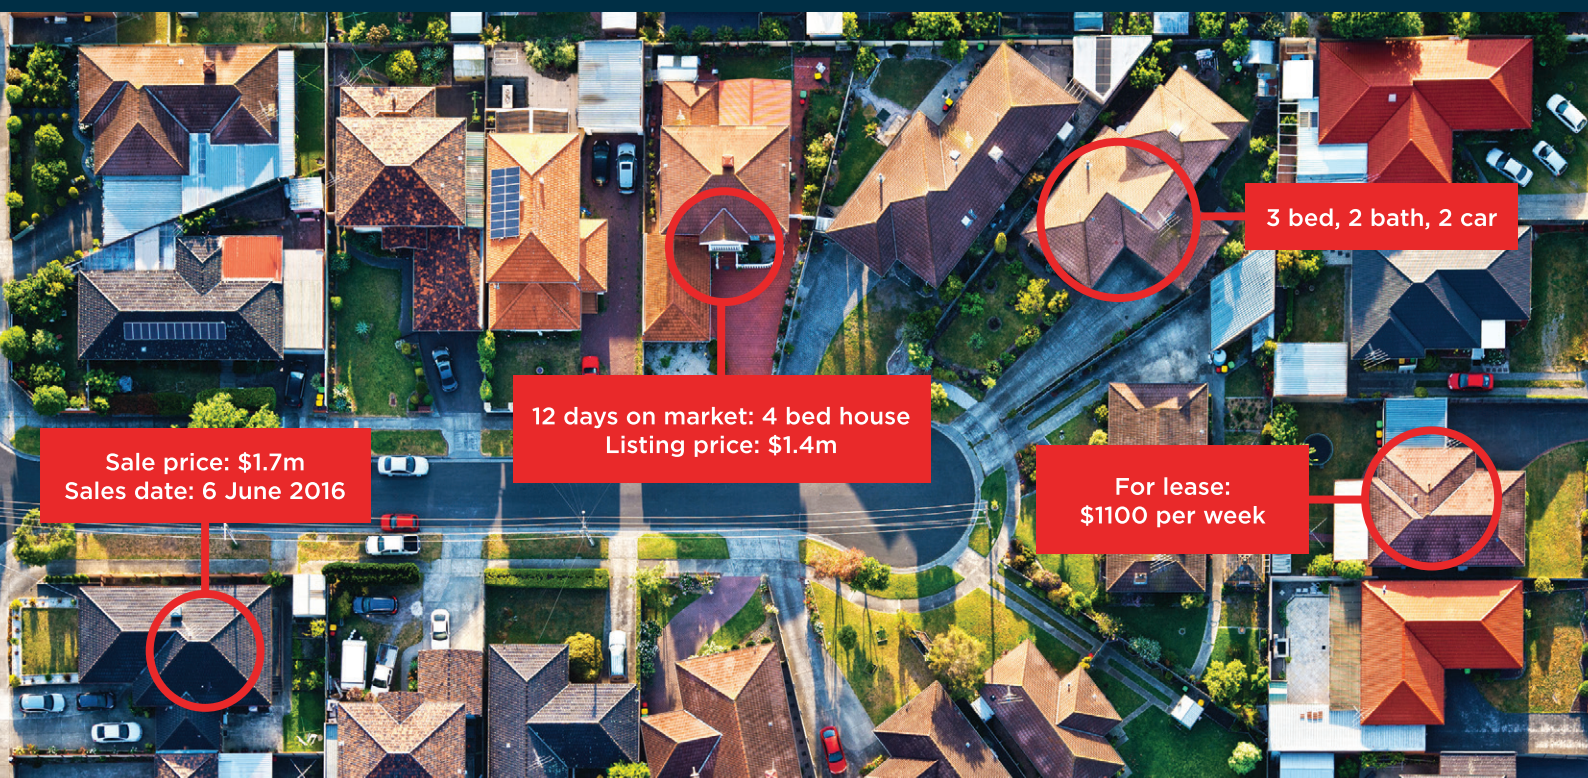 3 bed, 2 bath, 2 car
12 days on market: 4 bed house
Listing price: $1.4m
Sale price: $1.7m
Sales date: 6 June 2016
For lease:
$1100 per week